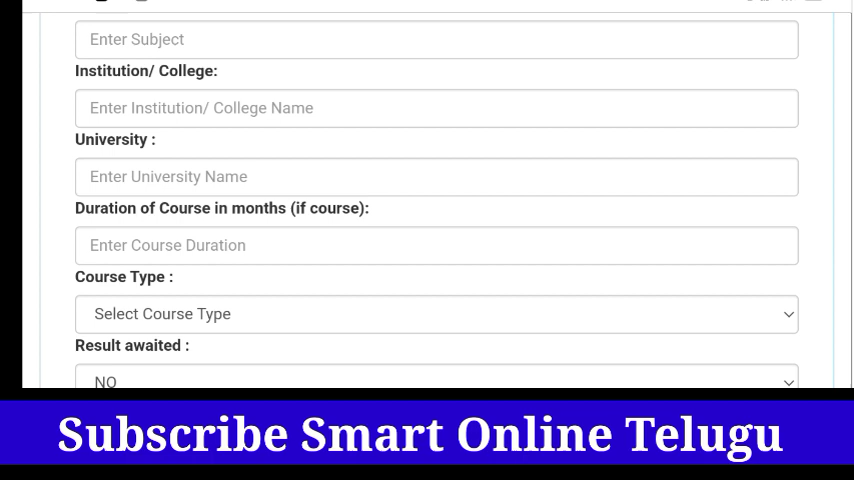 Enter Subject
Institution/ College:
Enter Institution/ College Name
University :
Enter University Name
Duration of Course in months (if course):
Enter Course Duration
Course Type :
Select Course Type
Result awaited :
NO
Subscribe Smart Online Telugu